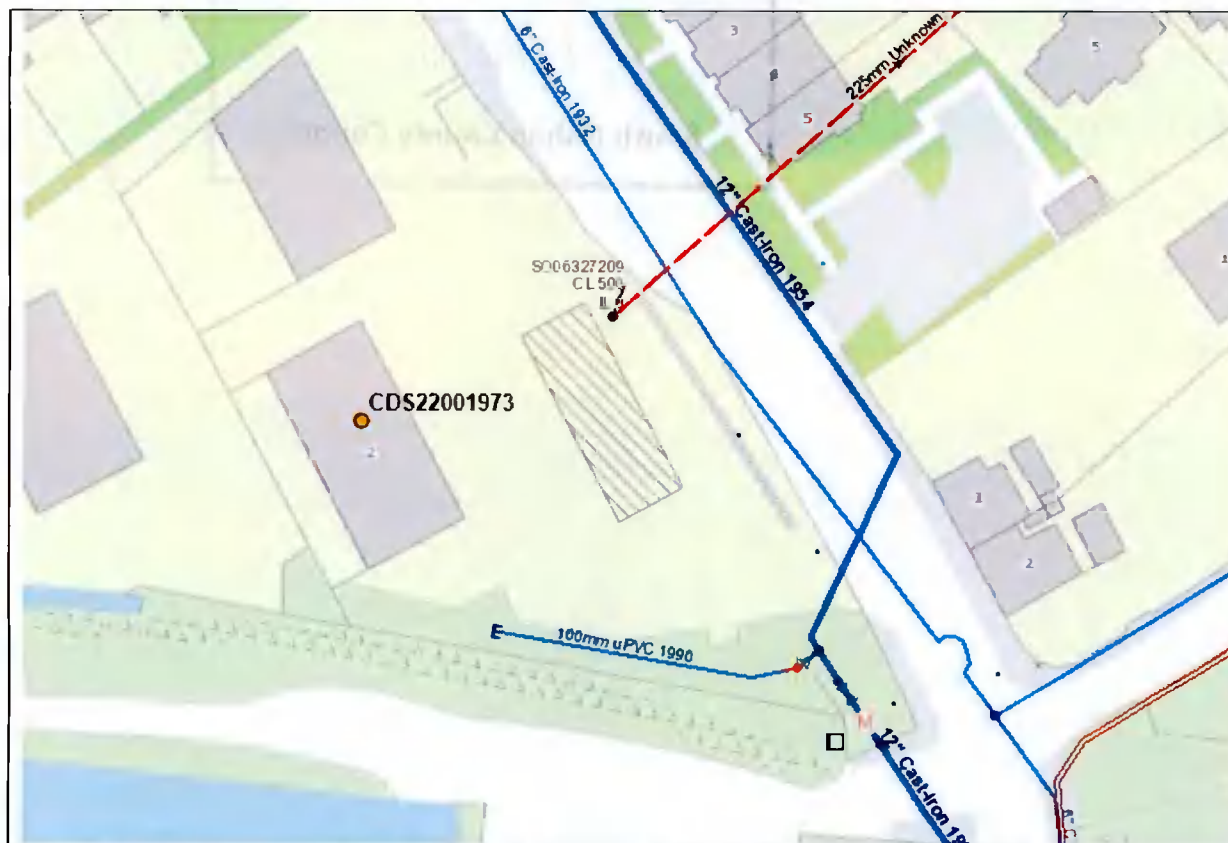 3
5
5
225mm Unknown
6" Cast-Iron 1932
12" Cast-Iron 1954
SO06327209
CL 500
IL
CDS22001973
2
1
2
E
100mm uPVC 1990
M
12" Cast-Iron